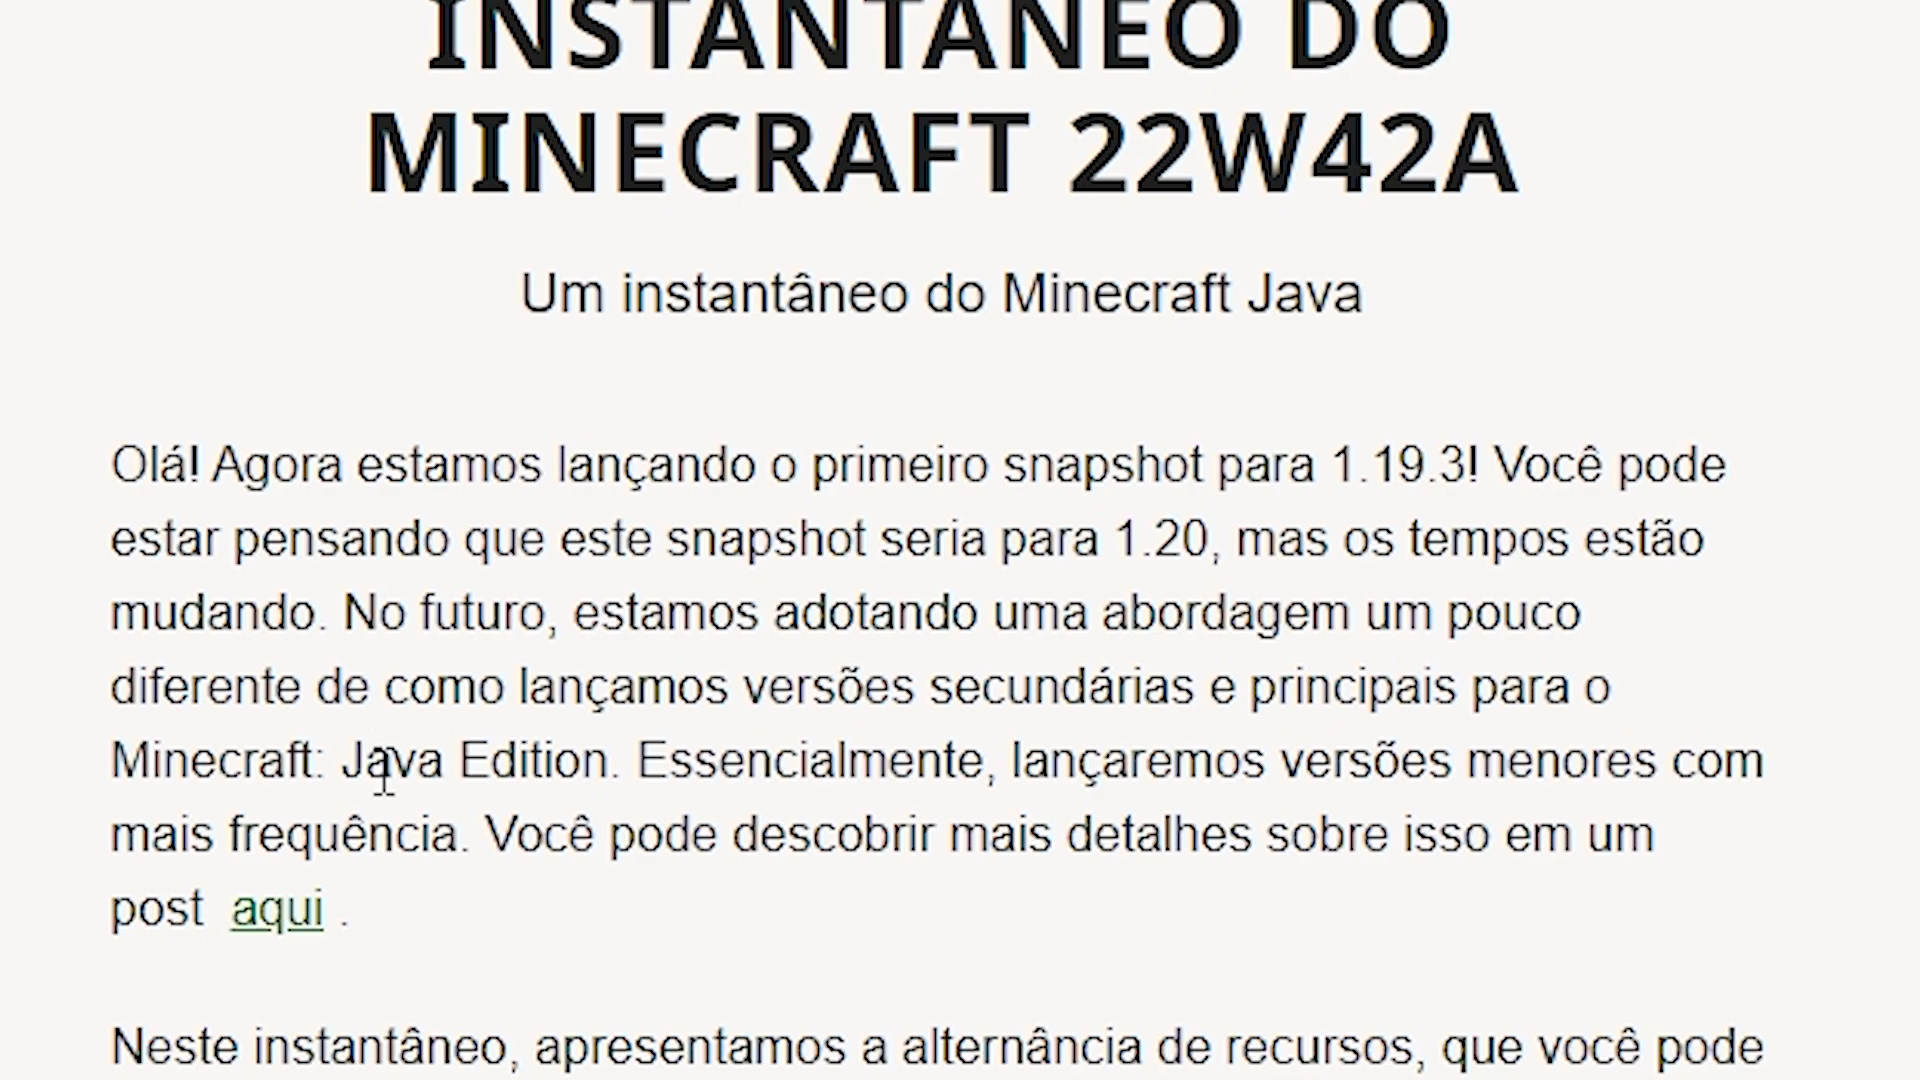 INSTANTÂNEO DO
MINECRAFT 22W42A
Um instantâneo do Minecraft Java
Olá! Agora estamos lançando o primeiro snapshot para 1.19.3! Você pode
estar pensando que este snapshot seria para 1.20, mas os tempos estão
mudando. No futuro, estamos adotando uma abordagem um pouco
diferente de como lançamos versões secundárias e principais para o
Minecraft: Java Edition. Essencialmente, lançaremos versões menores com
mais frequência. Você pode descobrir mais detalhes sobre isso em um
post aqui .
Neste instantâneo, apresentamos a alternância de recursos, que você pode